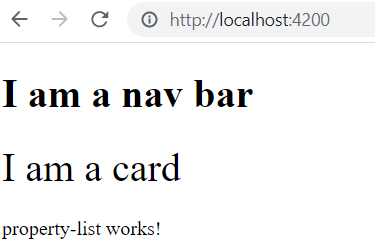 http://localhost:4200
I am a nav bar
I am a card
property-list works!